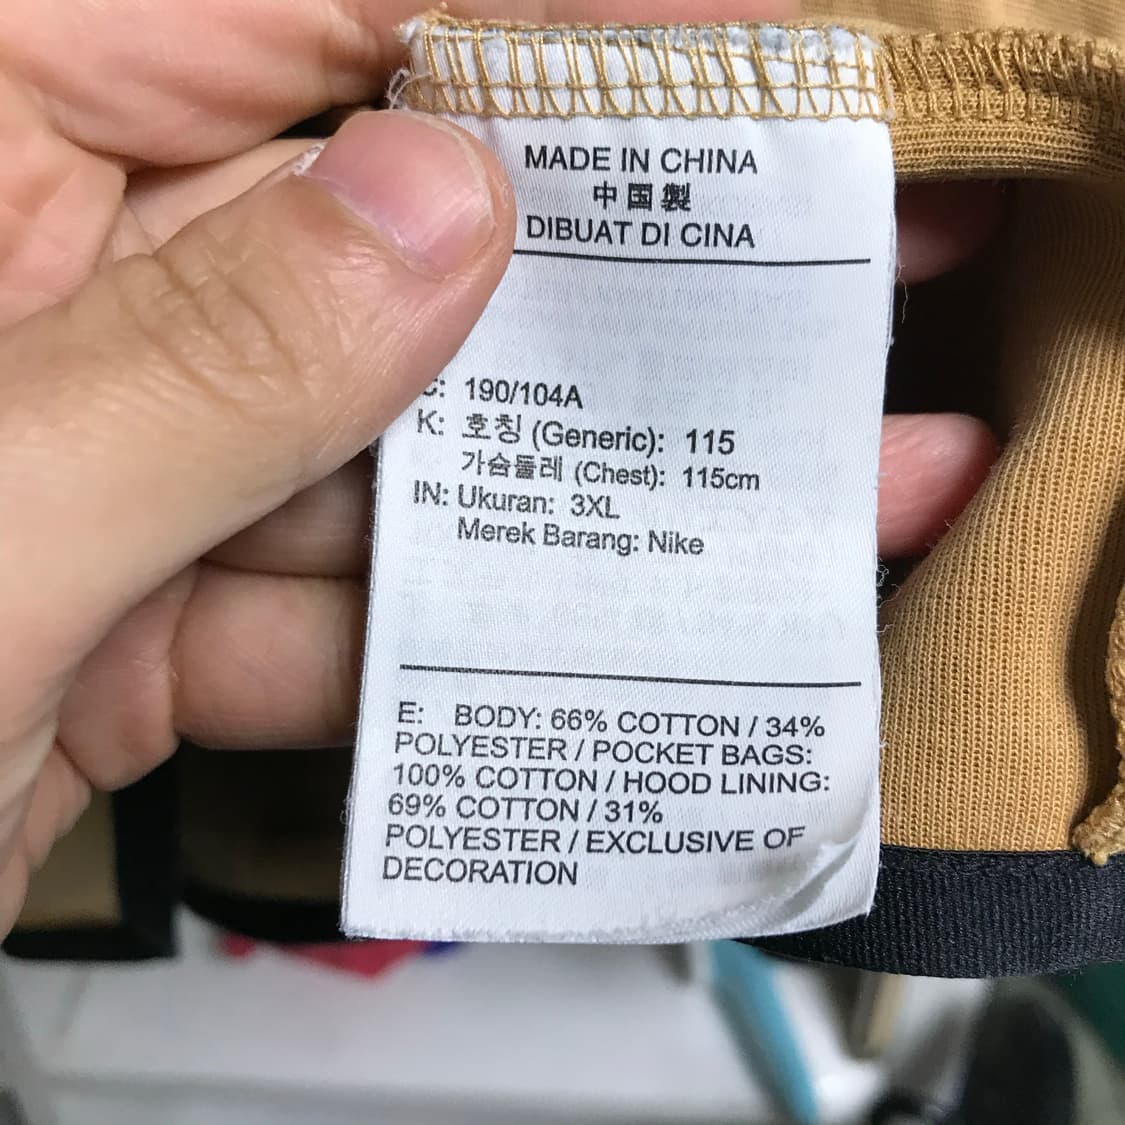 MADE IN CHINA
中国製
DIBUAT DI CINA
C: 190/104A
K: 호칭 (Generic): 115
가슴둘레 (Chest): 115cm
IN: Ukuran: 3XL
Merek Barang: Nike
E: BODY: 66% COTTON / 34%
POLYESTER / POCKET BAGS:
100% COTTON / HOOD LINING:
69% COTTON / 31%
POLYESTER / EXCLUSIVE OF
DECORATION